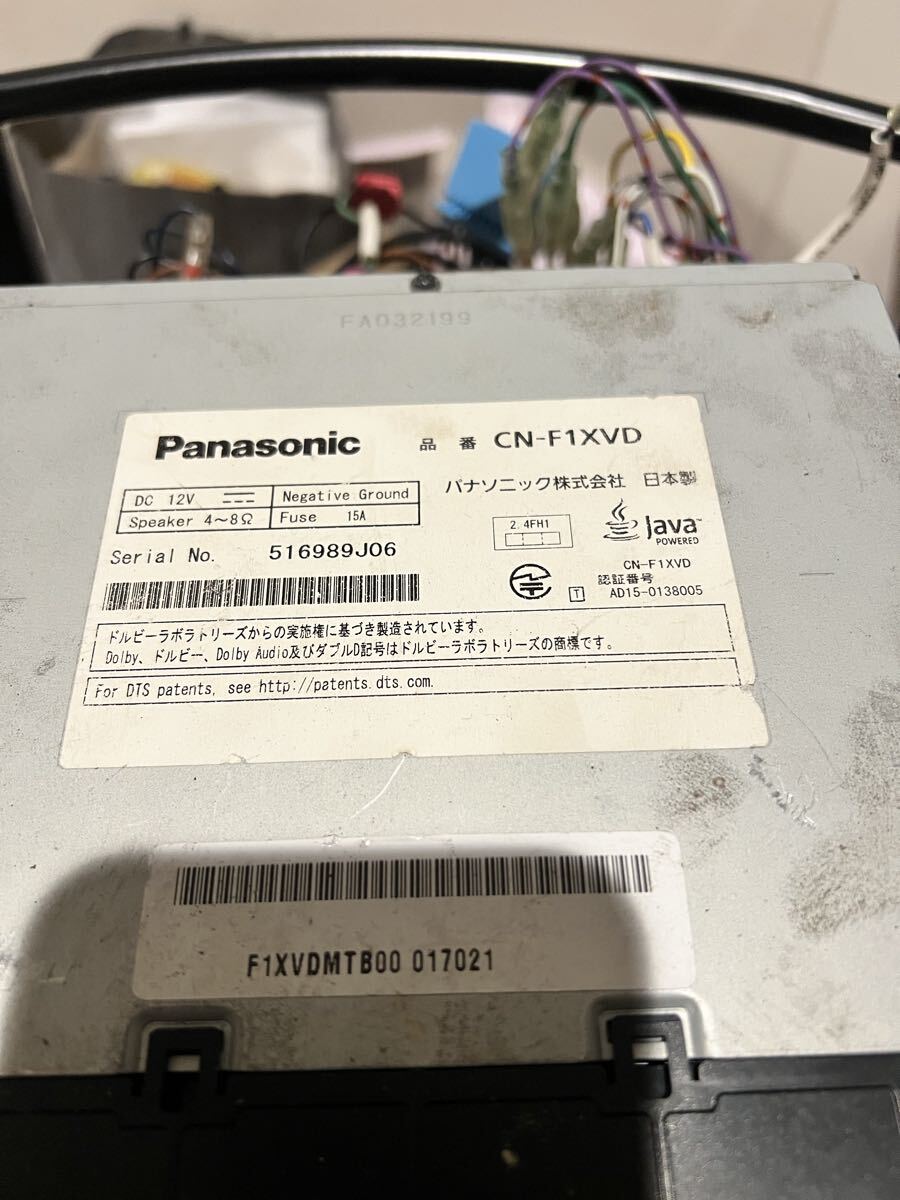 FA032199
Panasonic 品番 CN-F1XVD
パナソニック株式会社 日本製
DC 12V Negative Ground
Speaker 4～8Ω Fuse 15A
2.4FH1
Java
POWERED
Serial No. 516989J06
CN-F1XVD
認証番号
T AD15-0138005
ドルビーラボラトリーズからの実施権に基づき製造されています。
Dolby、ドルビー、Dolby Audio及びダブルD記号はドルビーラボラトリーズの商標です。
For DTS patents, see http://patents.dts.com.
F1XVDMTB00 017021